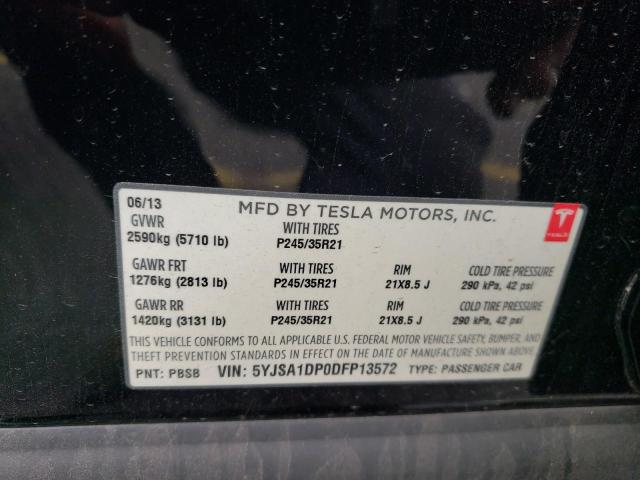 06/13 MFD BY TESLA MOTORS, INC.
GVWR WITH TIRES TESLA
2590kg (5710 lb) P245/35R21
GAWR FRT WITH TIRES RIM COLD TIRE PRESSURE
1276kg (2813 lb) P245/35R21 21X8.5 J 290 kPa, 42 psi
GAWR RR WITH TIRES RIM COLD TIRE PRESSURE
1420kg (3131 lb) P245/35R21 21X8.5 J 290 kPa, 42 psi
THIS VEHICLE CONFORMS TO ALL APPLICABLE U.S. FEDERAL MOTOR VEHICLE SAFETY, BUMPER, AND
THEFT PREVENTION STANDARDS IN EFFECT ON THE DATE OF MANUFACTURE SHOWN ABOVE.
PNT: PBSB VIN: 5YJSA1DP0DFP13572 TYPE: PASSENGER CAR